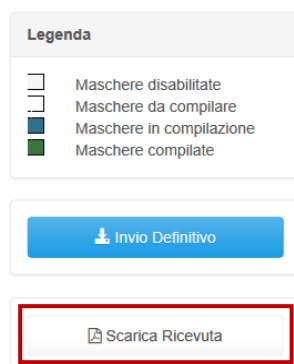 Legenda
Maschere disabilitate
Maschere da compilare
Maschere in compilazione
Maschere compilate
Invio Definitivo
Scarica Ricevuta